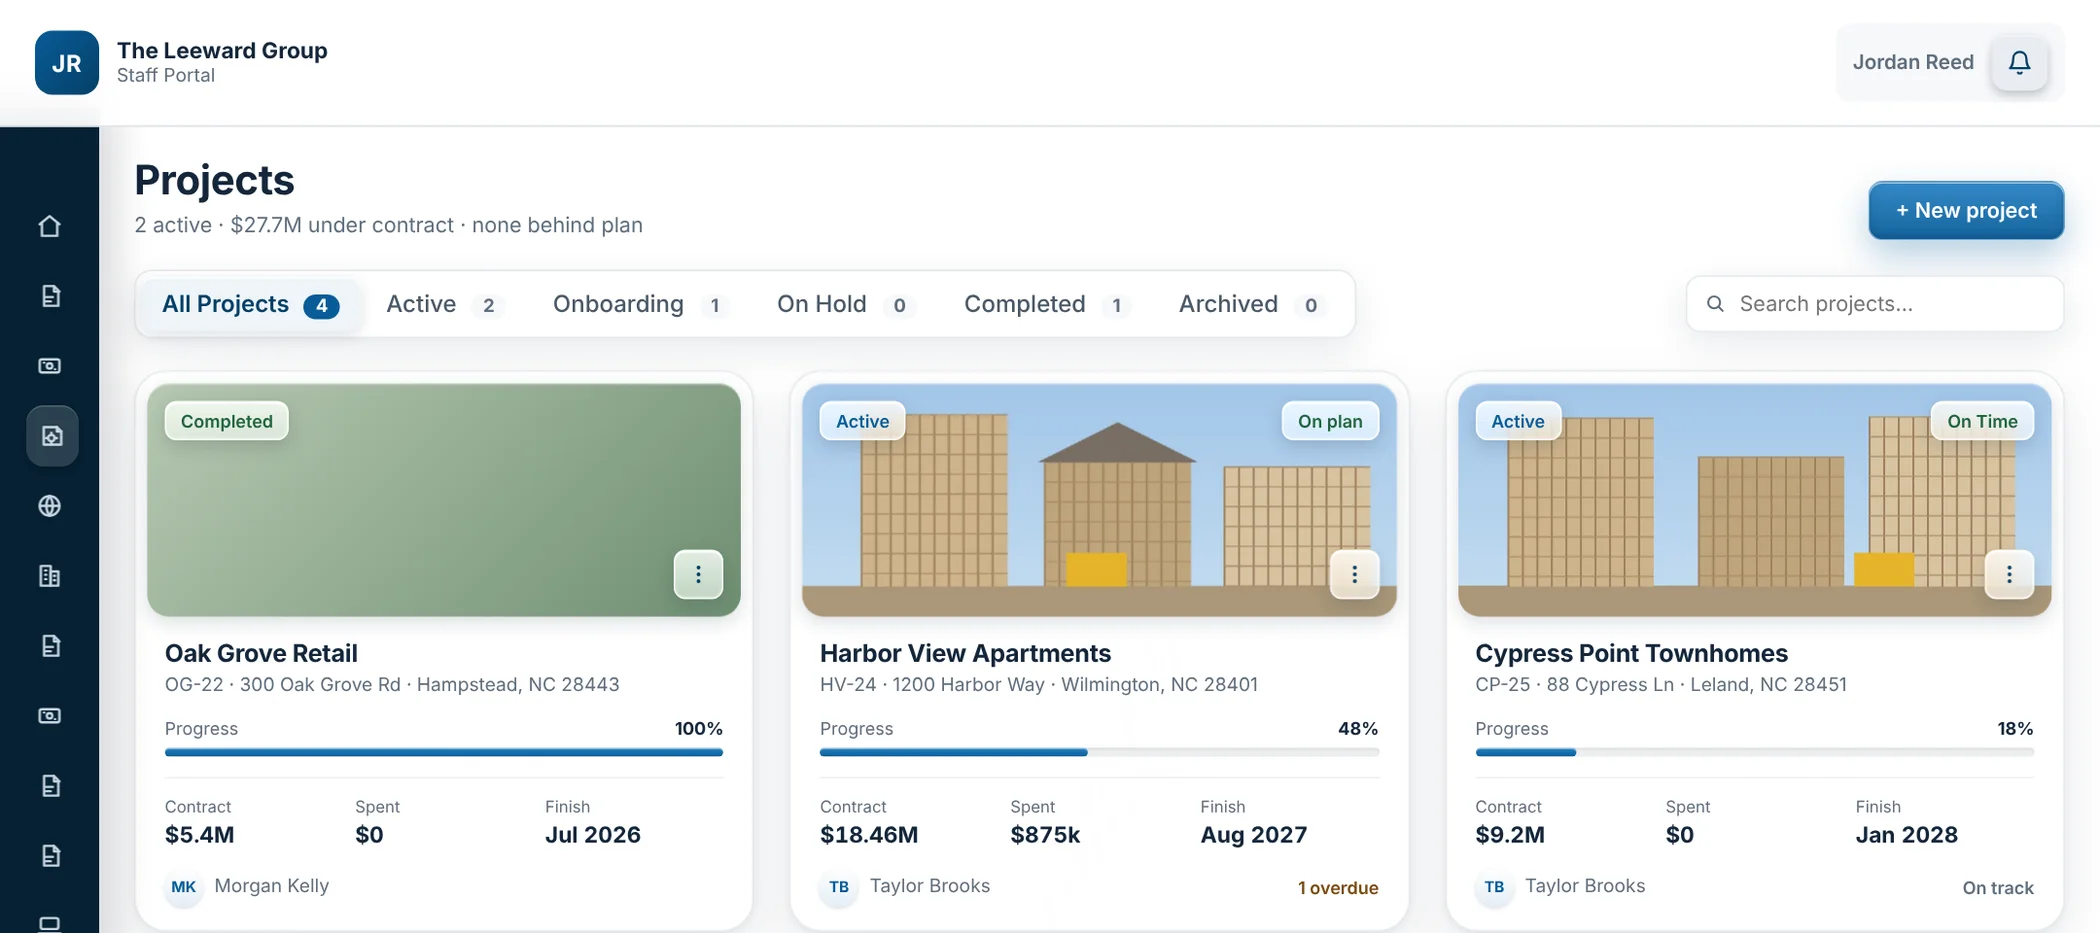 JR
The Leeward Group
Staff Portal
Jordan Reed
Projects
2 active · $27.7M under contract · none behind plan
+ New project
All Projects 4 Active 2 Onboarding 1 On Hold 0 Completed 1 Archived 0
Search projects...
Completed
Oak Grove Retail
OG-22 · 300 Oak Grove Rd · Hampstead, NC 28443
Progress 100%
Contract Spent Finish
$5.4M $0 Jul 2026
MK Morgan Kelly
Active On plan
Harbor View Apartments
HV-24 · 1200 Harbor Way · Wilmington, NC 28401
Progress 48%
Contract Spent Finish
$18.46M $875k Aug 2027
TB Taylor Brooks 1 overdue
Active On Time
Cypress Point Townhomes
CP-25 · 88 Cypress Ln · Leland, NC 28451
Progress 18%
Contract Spent Finish
$9.2M $0 Jan 2028
TB Taylor Brooks On track